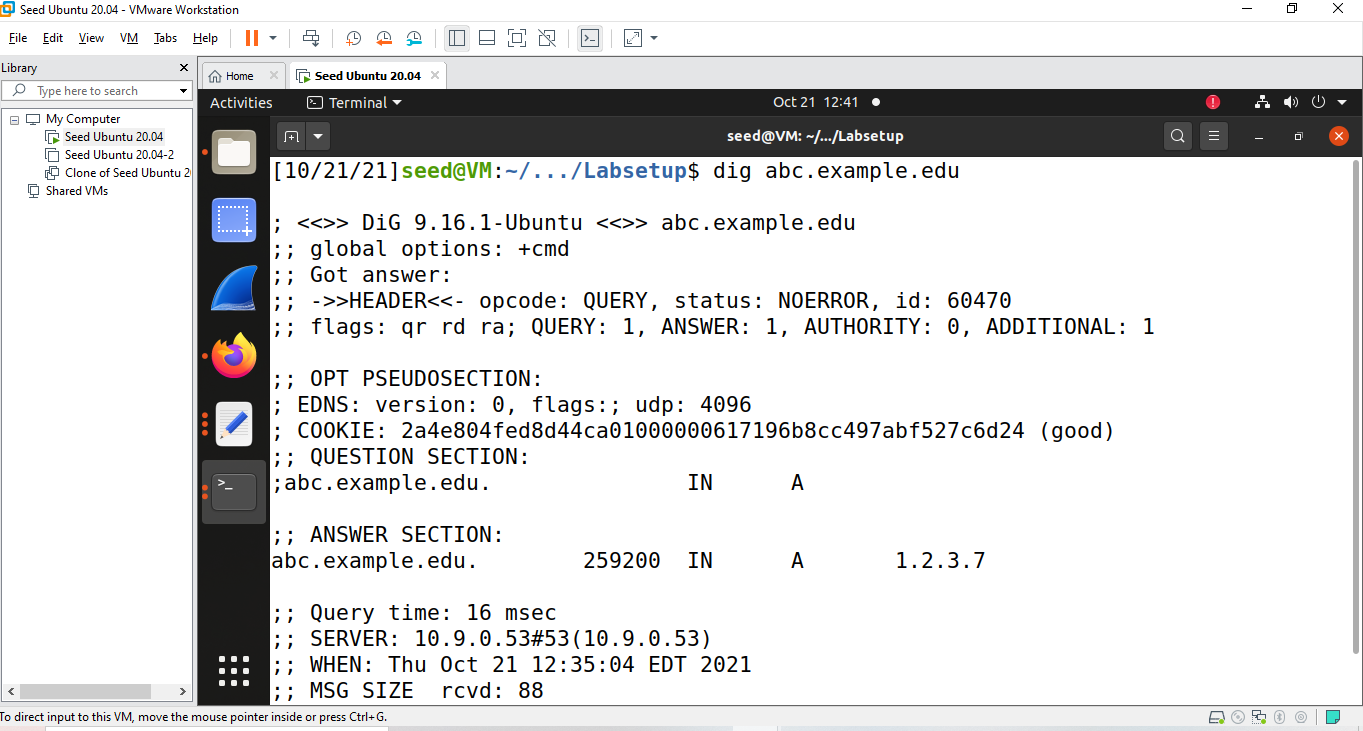 Seed Ubuntu 20.04 - VMware Workstation
File Edit View VM Tabs Help
Library
Type here to search
My Computer
Seed Ubuntu 20.04
Seed Ubuntu 20.04-2
Clone of Seed Ubuntu 2
Shared VMs
Home Seed Ubuntu 20.04
Activities Terminal Oct 21 12:41
seed@VM: ~/.../Labsetup
[10/21/21]seed@VM:~/.../Labsetup$ dig abc.example.edu
; <<>> DiG 9.16.1-Ubuntu <<>> abc.example.edu
;; global options: +cmd
;; Got answer:
;; ->>HEADER<<- opcode: QUERY, status: NOERROR, id: 60470
;; flags: qr rd ra; QUERY: 1, ANSWER: 1, AUTHORITY: 0, ADDITIONAL: 1
;; OPT PSEUDOSECTION:
; EDNS: version: 0, flags:; udp: 4096
; COOKIE: 2a4e804fed8d44ca01000000617196b8cc497abf527c6d24 (good)
;; QUESTION SECTION:
;abc.example.edu. IN A
;; ANSWER SECTION:
abc.example.edu. 259200 IN A 1.2.3.7
;; Query time: 16 msec
;; SERVER: 10.9.0.53#53(10.9.0.53)
;; WHEN: Thu Oct 21 12:35:04 EDT 2021
;; MSG SIZE rcvd: 88
To direct input to this VM, move the mouse pointer inside or press Ctrl+G.